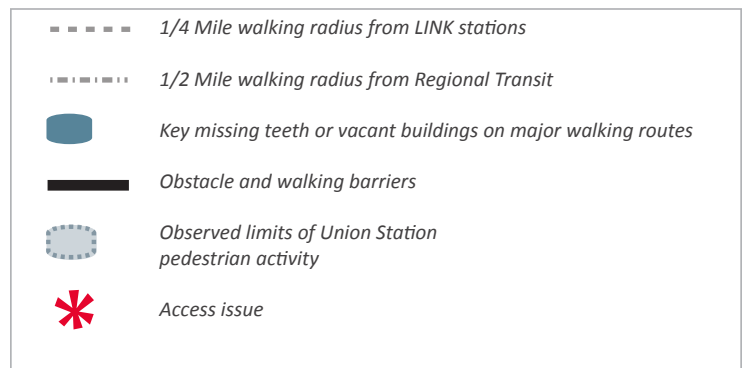 1/4 Mile walking radius from LINK stations
1/2 Mile walking radius from Regional Transit
Key missing teeth or vacant buildings on major walking routes
Obstacle and walking barriers
Observed limits of Union Station
pedestrian activity
Access issue